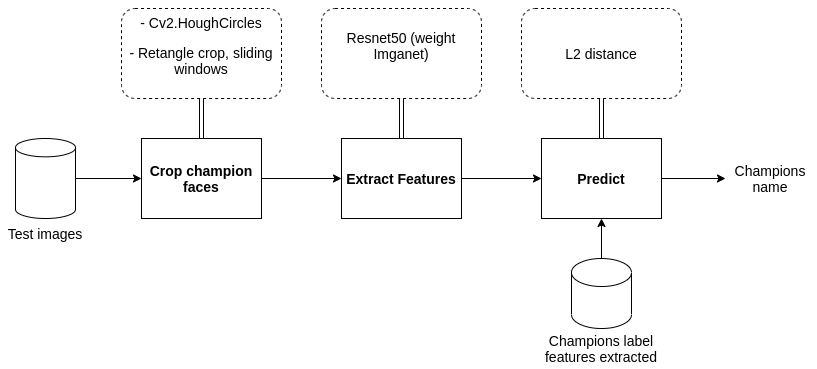 - Cv2.HoughCircles
- Retangle crop, sliding
windows
Resnet50 (weight
Imganet)
L2 distance
Crop champion
faces
Extract Features
Predict
Champions
name
Test images
Champions label
features extracted